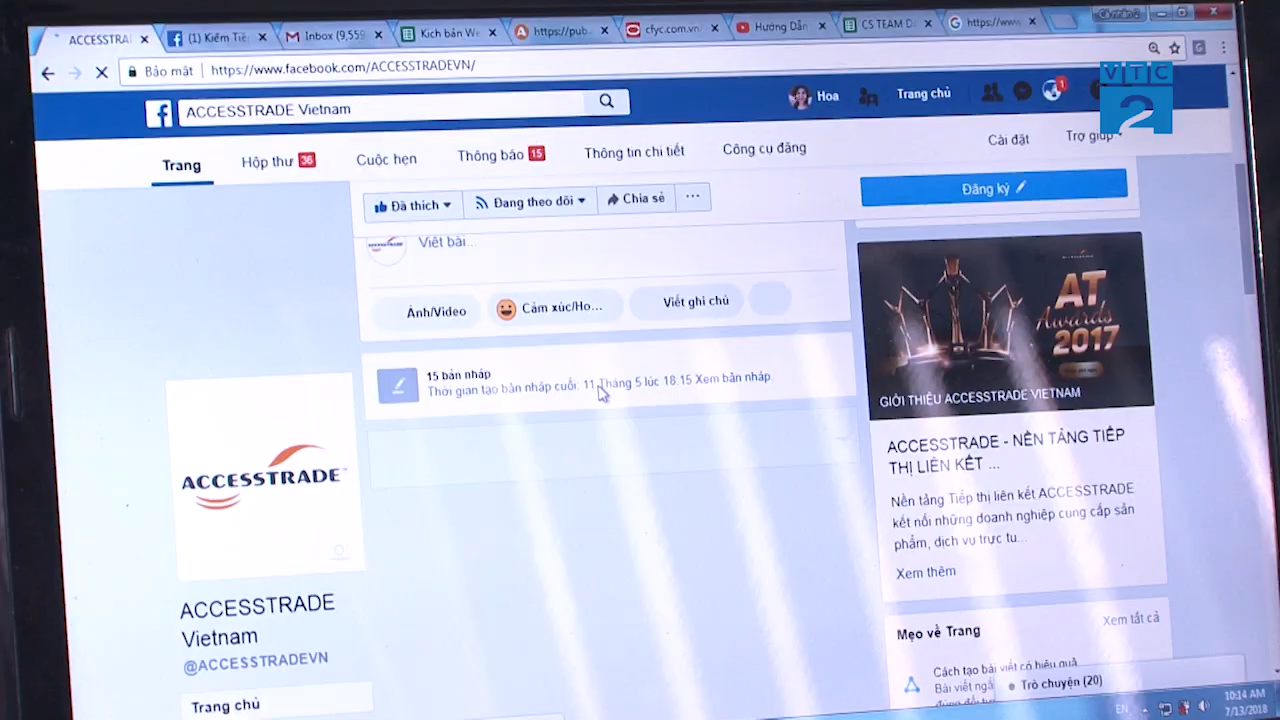 ACCESSTRA
(1) Kiếm Tiề
Inbox (9,559
Kịch bản We
https://pub.
cfyc.com.vn/
Hướng Dẫn
CS TEAM D
https://www
Bảo mật
https://www.facebook.com/ACCESSTRADEVN/
VTC
2
ACCESSTRADE Vietnam
Hoa
Trang chủ
1
Trang
Hộp thư 36
Cuộc hẹn
Thông báo 15
Thông tin chi tiết
Công cụ đăng
Cài đặt
Trợ giúp
Đã thích
Đang theo dõi
Chia sẻ
...
Đăng ký
Viết bài...
Ảnh/Video
Cảm xúc/Ho...
Viết ghi chú
15 bản nháp
Thời gian tạo bản nháp cuối: 11 Tháng 5 lúc 18:15 Xem bản nháp
AT
Awards
2017
GIỚI THIỆU ACCESSTRADE VIETNAM
ACCESSTRADE - NỀN TẢNG TIẾP
THỊ LIÊN KẾT ...
Nền tảng Tiếp thị liên kết ACCESSTRADE
kết nối những doanh nghiệp cung cấp sản
phẩm, dịch vụ trực tu...
Xem thêm
ACCESSTRADE
ACCESSTRADE
Vietnam
@ACCESSTRADEVN
Trang chủ
Mẹo về Trang
Xem tất cả
Cách tạo bài viết có hiệu quả
Bài viết ngắ
Trò chuyện (20)
EN
10:14 AM
7/13/2018